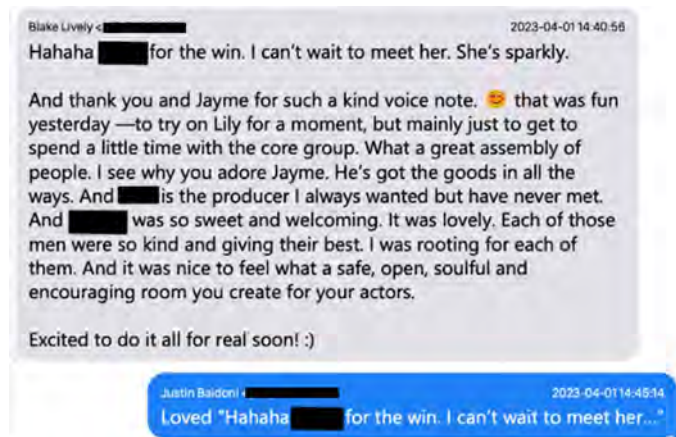 Blake Lively <
2023-04-01 14:40:56
Hahaha for the win. I can't wait to meet her. She's sparkly.
And thank you and Jayme for such a kind voice note. 😊 that was fun
yesterday —to try on Lily for a moment, but mainly just to get to
spend a little time with the core group. What a great assembly of
people. I see why you adore Jayme. He's got the goods in all the
ways. And is the producer I always wanted but have never met.
And was so sweet and welcoming. It was lovely. Each of those
men were so kind and giving their best. I was rooting for each of
them. And it was nice to feel what a safe, open, soulful and
encouraging room you create for your actors.
Excited to do it all for real soon! :)
Justin Baldoni <
2023-04-01 14:45:14
Loved "Hahaha for the win. I can't wait to meet her..."